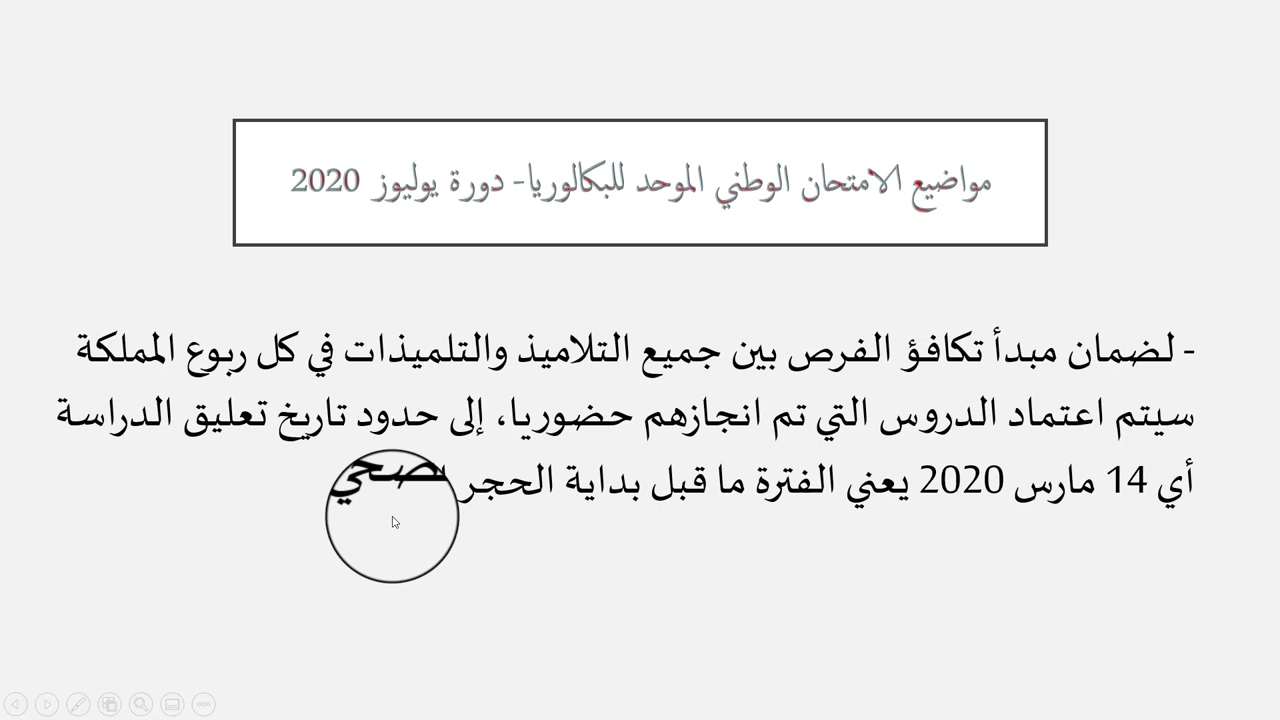 مواضيع الامتحان الوطني الموحد للبكالوريا- دورة يوليوز 2020
- لضمان مبدأ تكافؤ الفرص بين جميع التلاميذ والتلميذات في كل ربوع المملكة
سيتم اعتماد الدروس التي تم انجازهم حضوريا، إلى حدود تاريخ تعليق الدراسة
أي 14 مارس 2020 يعني الفترة ما قبل بداية الحجر الصحي